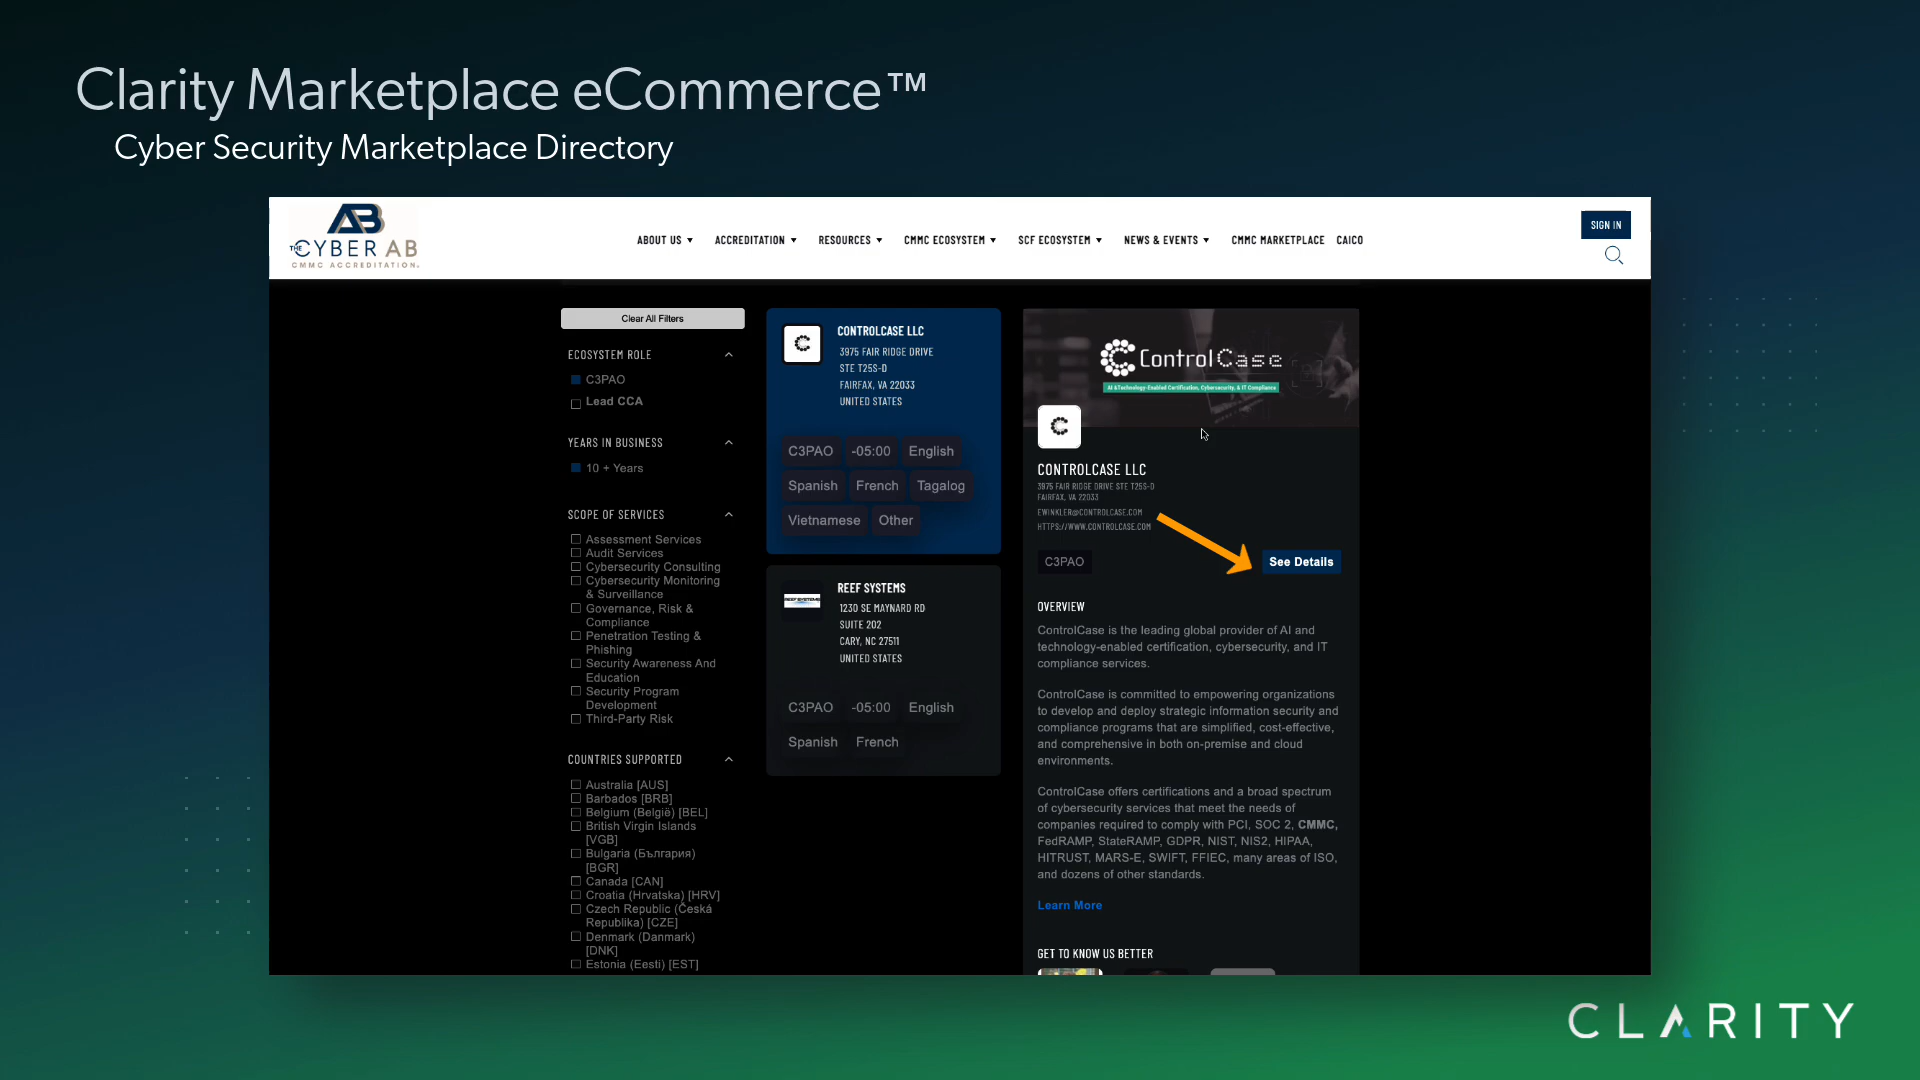 Clarity Marketplace eCommerce™
Cyber Security Marketplace Directory
AB
THE CYBER AB
CMMC ACCREDITATION.
ABOUT US
ACCREDITATION
RESOURCES
CMMC ECOSYSTEM
SCF ECOSYSTEM
NEWS & EVENTS
CMMC MARKETPLACE
CAICO
SIGN IN
Clear All Filters
ECOSYSTEM ROLE
C3PAO
Lead CCA
YEARS IN BUSINESS
10 + Years
SCOPE OF SERVICES
Assessment Services
Audit Services
Cybersecurity Consulting
Cybersecurity Monitoring
& Surveillance
Governance, Risk &
Compliance
Penetration Testing &
Phishing
Security Awareness And
Education
Security Program
Development
Third-Party Risk
COUNTRIES SUPPORTED
Australia [AUS]
Barbados [BRB]
Belgium (België) [BEL]
British Virgin Islands
[VGB]
Bulgaria (България)
[BGR]
Canada [CAN]
Croatia (Hrvatska) [HRV]
Czech Republic (Česká
Republika) [CZE]
Denmark (Danmark)
[DNK]
Estonia (Eesti) [EST]
CONTROLCASE LLC
3975 FAIR RIDGE DRIVE
STE T25S-D
FAIRFAX, VA 22033
UNITED STATES
C3PAO -05:00 English
Spanish French Tagalog
Vietnamese Other
REEF SYSTEMS
REEF SYSTEMS
1230 SE MAYNARD RD
SUITE 202
CARY, NC 27511
UNITED STATES
C3PAO -05:00 English
Spanish French
ControlCase
AI & Technology-Enabled Certification, Cybersecurity, & IT Compliance
CONTROLCASE LLC
3975 FAIR RIDGE DRIVE STE T25S-D
FAIRFAX, VA 22033
EWINKLER@CONTROLCASE.COM
HTTPS://WWW.CONTROLCASE.COM
C3PAO
See Details
OVERVIEW
ControlCase is the leading global provider of AI and
technology-enabled certification, cybersecurity, and IT
compliance services.
ControlCase is committed to empowering organizations
to develop and deploy strategic information security and
compliance programs that are simplified, cost-effective,
and comprehensive in both on-premise and cloud
environments.
ControlCase offers certifications and a broad spectrum
of cybersecurity services that meet the needs of
companies required to comply with PCI, SOC 2, CMMC,
FedRAMP, StateRAMP, GDPR, NIST, NIS2, HIPAA,
HITRUST, MARS-E, SWIFT, FFIEC, many areas of ISO,
and dozens of other standards.
Learn More
GET TO KNOW US BETTER
CLARITY